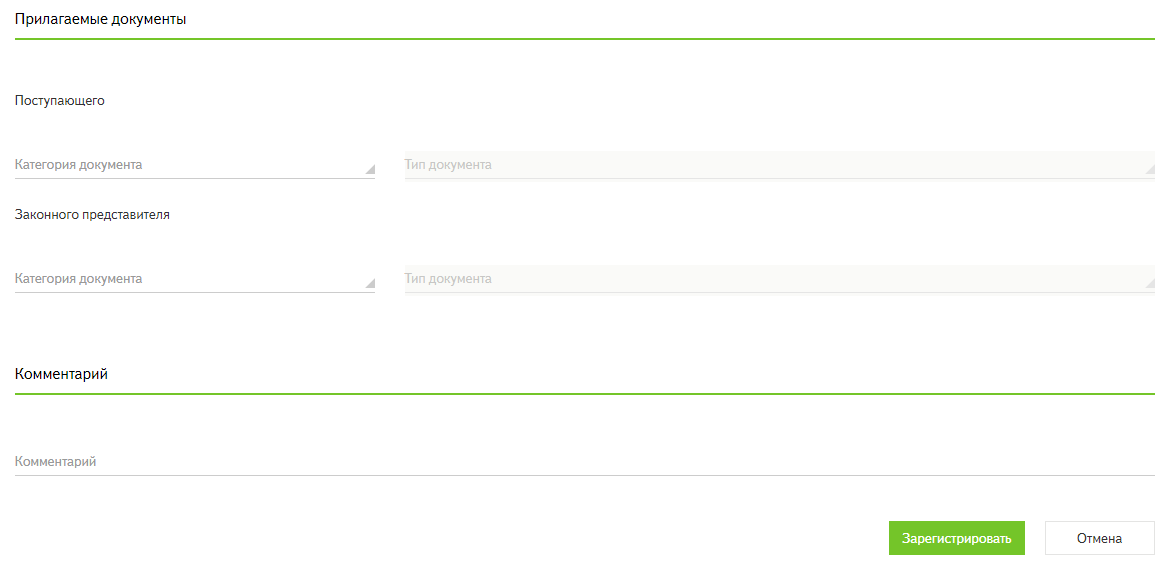 Прилагаемые документы
Поступающего
Категория документа Тип документа
Законного представителя
Категория документа Тип документа
Комментарий
Комментарий
Зарегистрировать Отмена